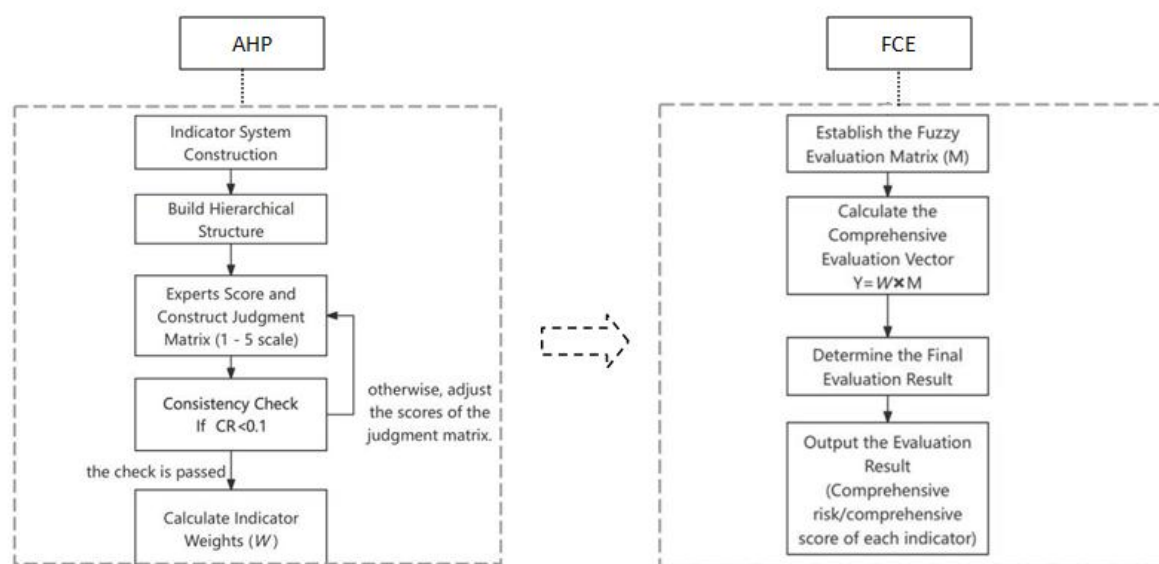 AHP
Indicator System
Construction
Build Hierarchical
Structure
Experts Score and
Construct Judgment
Matrix (1 - 5 scale)
Consistency Check
If CR<0.1
otherwise, adjust
the scores of the
judgment matrix.
the check is passed
Calculate Indicator
Weights (W)
FCE
Establish the Fuzzy
Evaluation Matrix (M)
Calculate the
Comprehensive
Evaluation Vector
Y=W×M
Determine the Final
Evaluation Result
Output the Evaluation
Result
(Comprehensive
risk/comprehensive
score of each indicator)